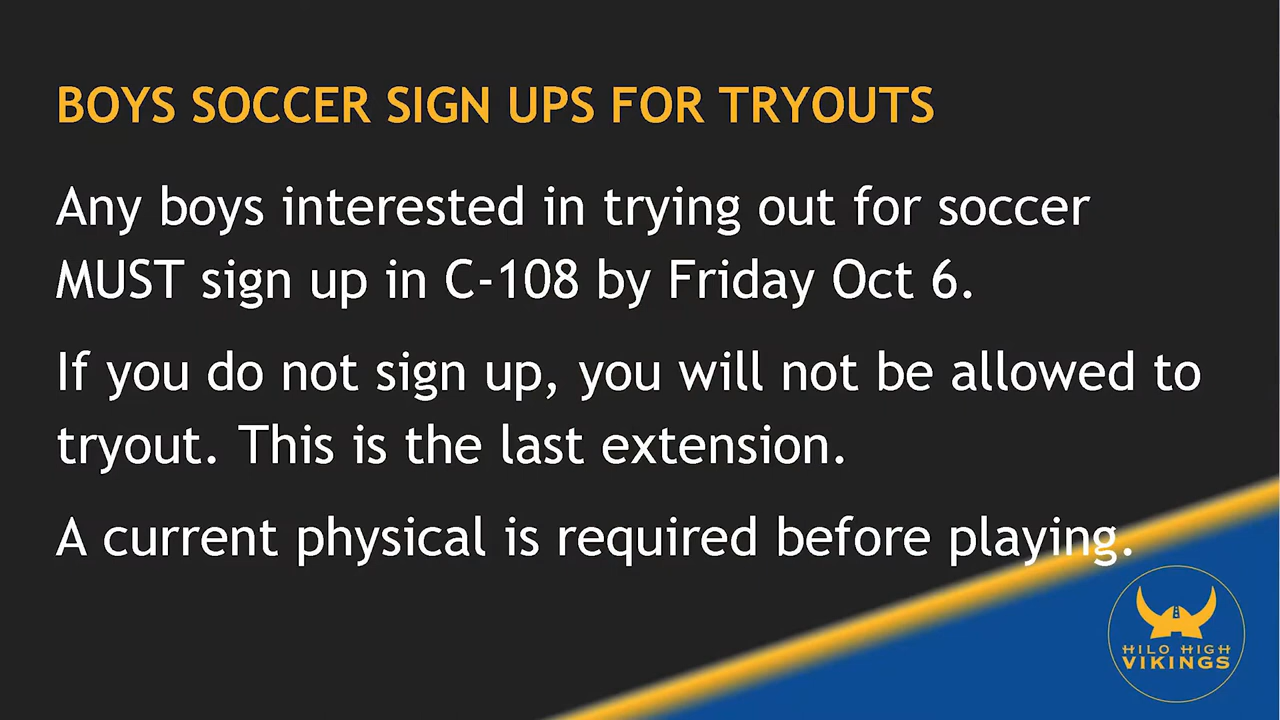 BOYS SOCCER SIGN UPS FOR TRYOUTS
Any boys interested in trying out for soccer
MUST sign up in C-108 by Friday Oct 6.
If you do not sign up, you will not be allowed to
tryout. This is the last extension.
A current physical is required before playing.
HILO HIGH
VIKINGS